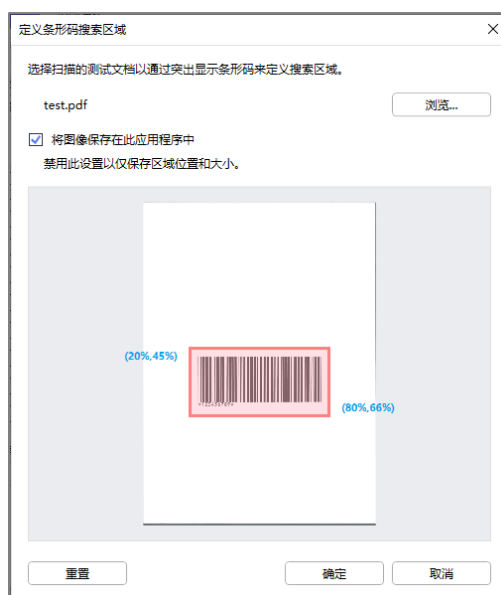 定义条形码搜索区域
选择扫描的测试文档以通过突出显示条形码来定义搜索区域。
test.pdf
浏览...
将图像保存在此应用程序中
禁用此设置以仅保存区域位置和大小。
(20%,45%)
*123456789*
(80%,66%)
重置
确定
取消